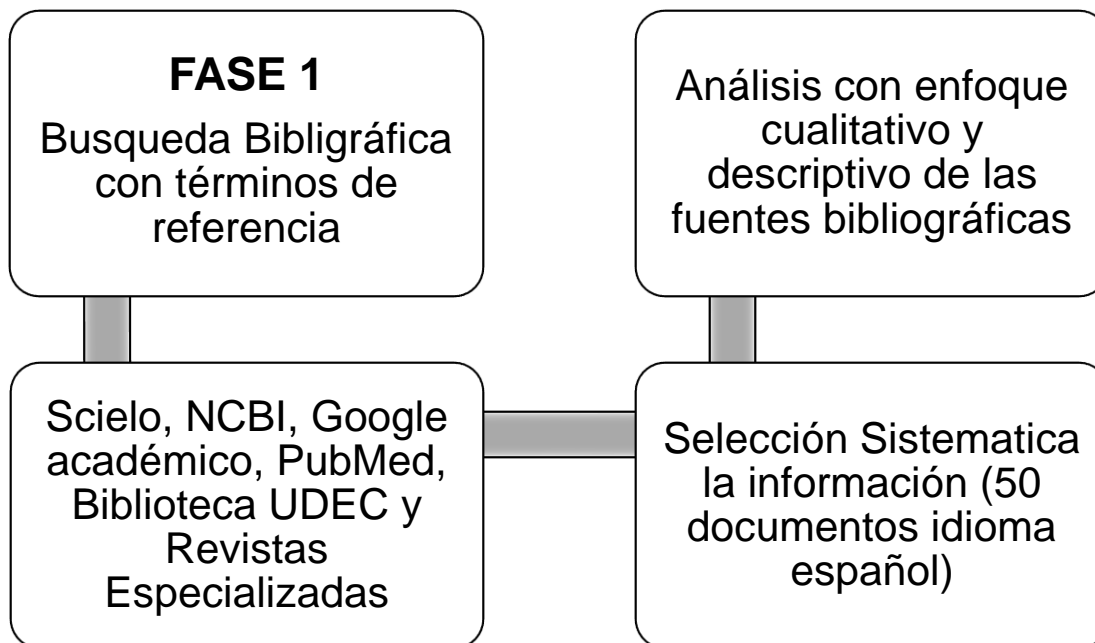 FASE 1
Busqueda Bibligráfica
con términos de
referencia
Scielo, NCBI, Google
académico, PubMed,
Biblioteca UDEC y
Revistas
Especializadas
Selección Sistematica
la información (50
documentos idioma
español)
Análisis con enfoque
cualitativo y
descriptivo de las
fuentes bibliográficas